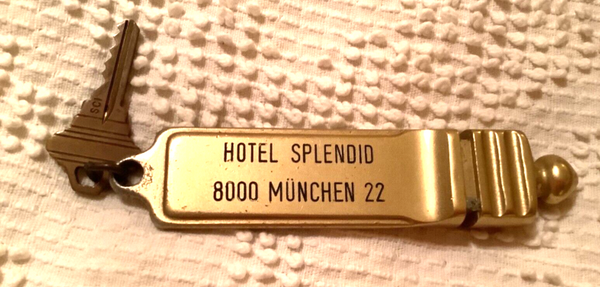 HOTEL SPLENDID
8000 MÜNCHEN 22